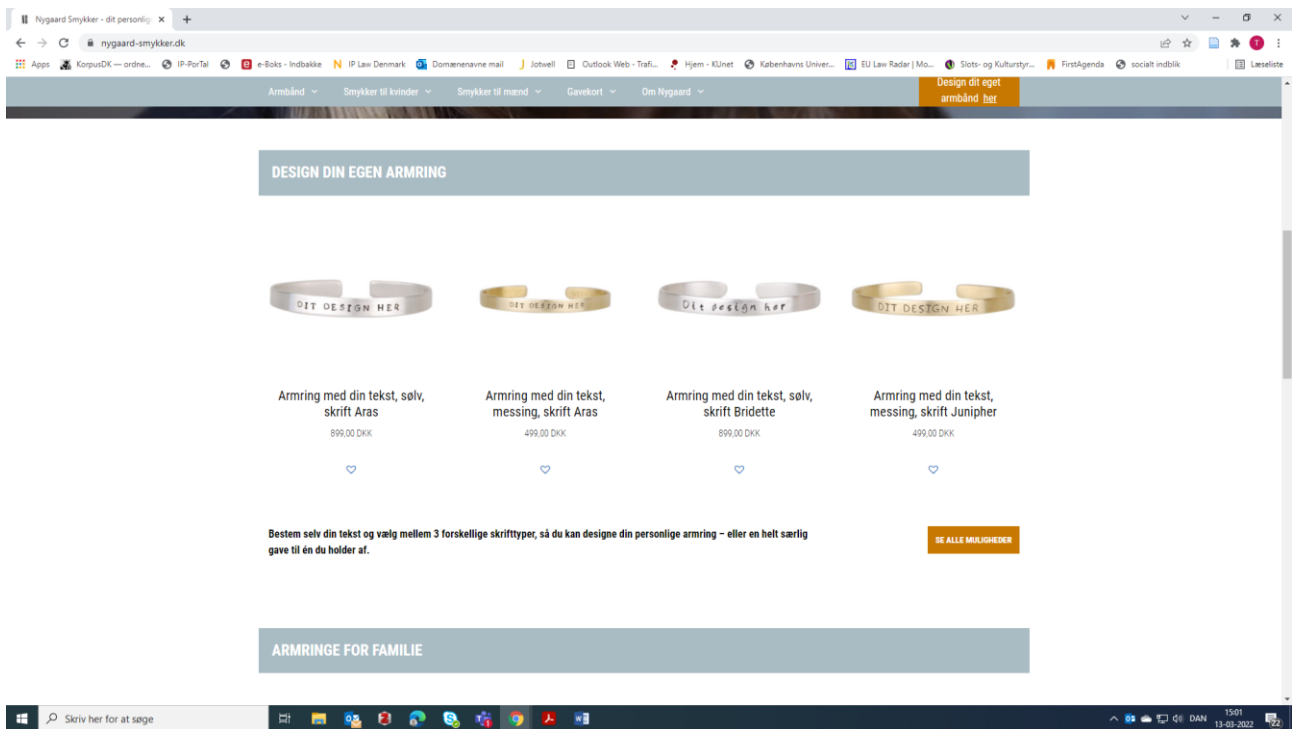 Nygaard Smykker - dit personlig
nygaard-smykker.dk
Apps KorpusDK — ordne... IP-PorTal e-Boks - Indbakke IP Law Denmark Domænenavne mail Jotwell Outlook Web - Trafi... Hjem - KUnet Københavns Univer... EU Law Radar | Mo... Slots- og Kulturstyr... FirstAgenda socialt indblik Læseliste
Armbånd Smykker til kvinder Smykker til mænd Gavekort Om Nygaard
Design dit eget
armbånd her
DESIGN DIN EGEN ARMRING
DIT DESIGN HER
DIT DESIGN HER
Dit design her
DIT DESIGN HER
Armring med din tekst, sølv,
skrift Aras
899,00 DKK
Armring med din tekst,
messing, skrift Aras
499,00 DKK
Armring med din tekst, sølv,
skrift Bridette
899,00 DKK
Armring med din tekst,
messing, skrift Junipher
499,00 DKK
Bestem selv din tekst og vælg mellem 3 forskellige skrifttyper, så du kan designe din personlige armring – eller en helt særlig
gave til én du holder af.
SE ALLE MULIGHEDER
ARMRINGE FOR FAMILIE
Skriv her for at søge
DAN
15:01
13-03-2022
22